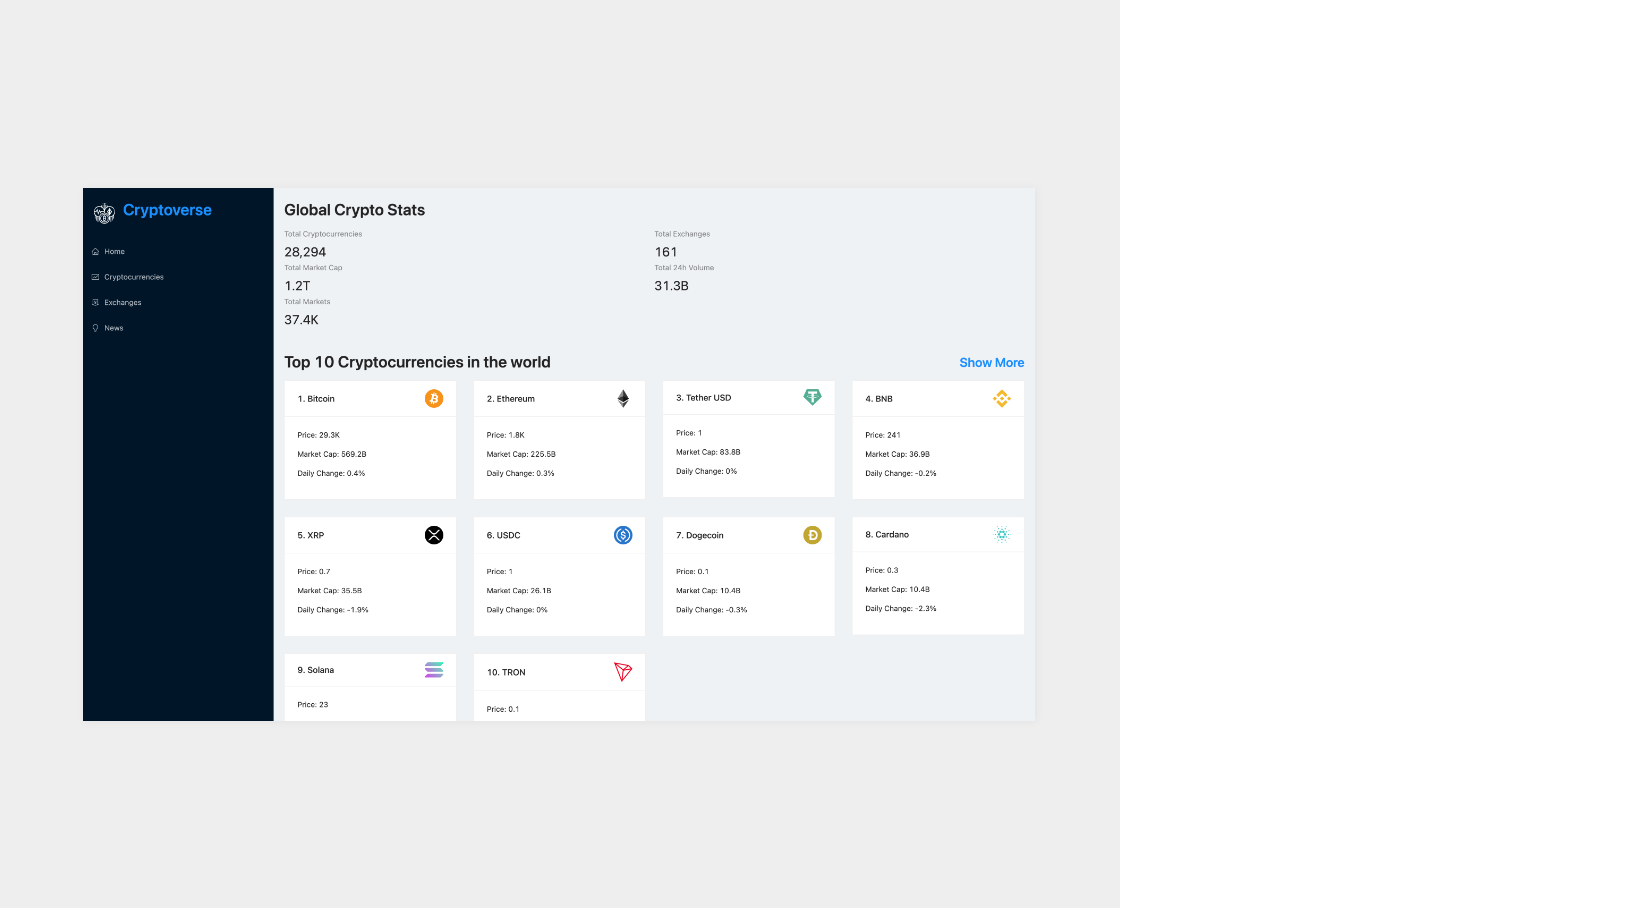 Cryptoverse
Home
Cryptocurrencies
Exchanges
News
Global Crypto Stats
Total Cryptocurrencies
28,294
Total Exchanges
161
Total Market Cap
1.2T
Total 24h Volume
31.3B
Total Markets
37.4K
Top 10 Cryptocurrencies in the world
Show More
1. Bitcoin
Price: 29.3K
Market Cap: 569.2B
Daily Change: 0.4%
2. Ethereum
Price: 1.8K
Market Cap: 225.5B
Daily Change: 0.3%
3. Tether USD
Price: 1
Market Cap: 83.8B
Daily Change: 0%
4. BNB
Price: 241
Market Cap: 36.9B
Daily Change: -0.2%
5. XRP
Price: 0.7
Market Cap: 35.5B
Daily Change: -1.9%
6. USDC
Price: 1
Market Cap: 26.1B
Daily Change: 0%
7. Dogecoin
Price: 0.1
Market Cap: 10.4B
Daily Change: -0.3%
8. Cardano
Price: 0.3
Market Cap: 10.4B
Daily Change: -2.3%
9. Solana
Price: 23
10. TRON
Price: 0.1